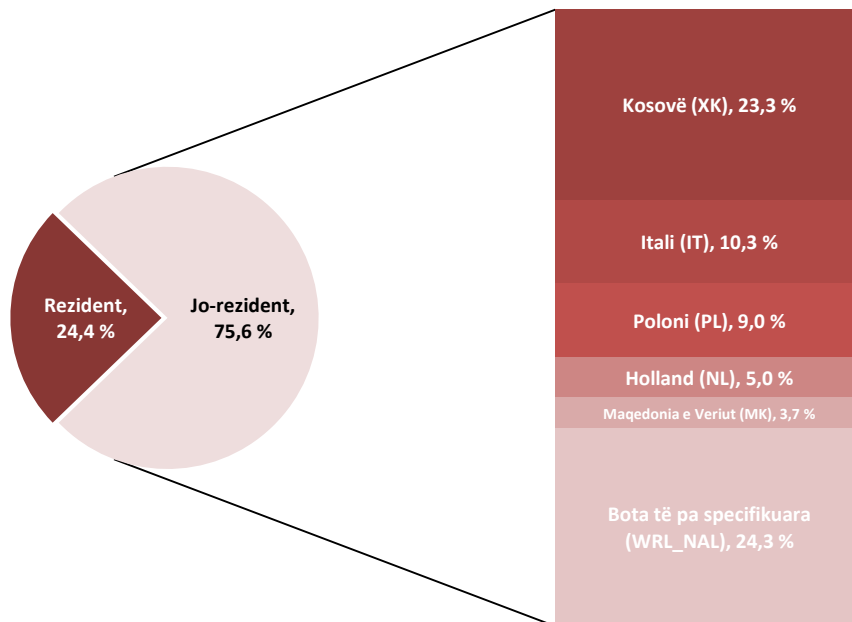 Rezident,
24,4 %
Jo-rezident,
75,6 %
Kosovë (XK), 23,3 %
Itali (IT), 10,3 %
Poloni (PL), 9,0 %
Holland (NL), 5,0 %
Maqedonia e Veriut (MK), 3,7 %
Bota të pa specifikuara
(WRL_NAL), 24,3 %